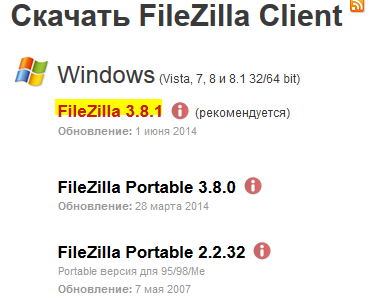 Скачать FileZilla Client
Windows (Vista, 7, 8 и 8.1 32/64 bit)
FileZilla 3.8.1 (рекомендуется)
Обновление: 1 июня 2014
FileZilla Portable 3.8.0
Обновление: 28 марта 2014
FileZilla Portable 2.2.32
Portable версия для 95/98/Me
Обновление: 7 мая 2007